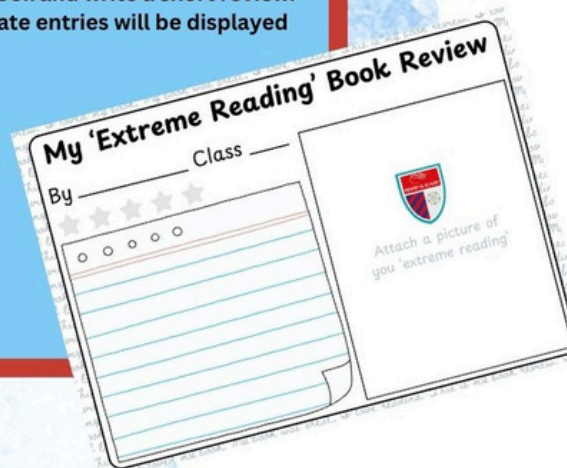 ate entries will be displayed
My ‘Extreme Reading’ Book Review
By Class
Attach a picture of
you ‘extreme reading’